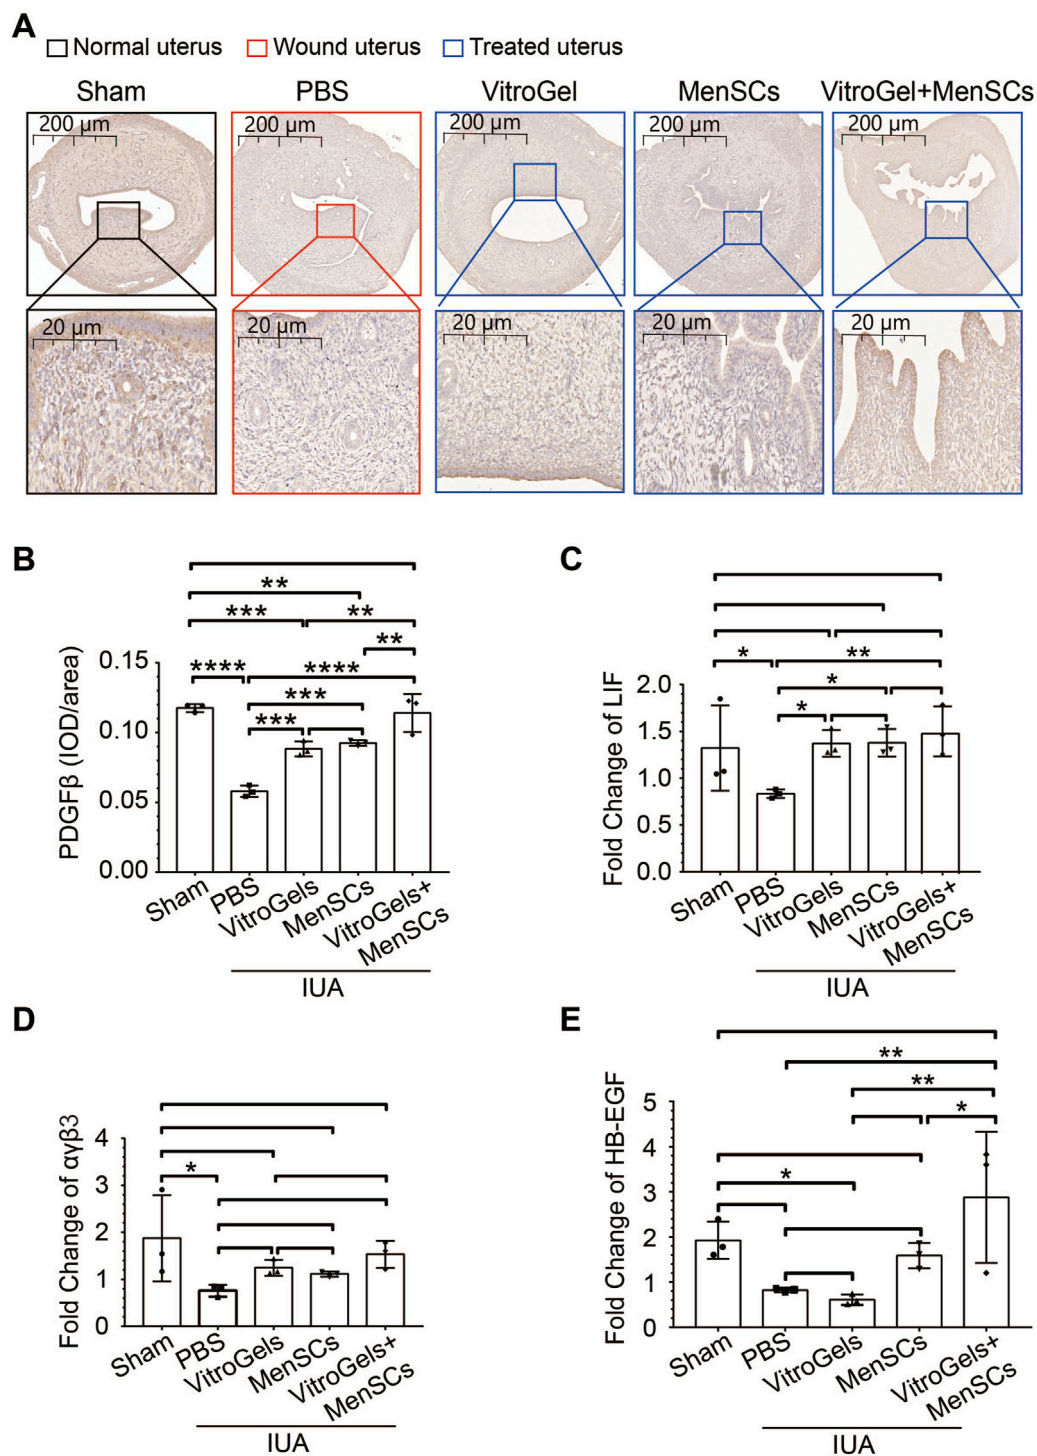 A
Normal uterus Wound uterus Treated uterus
Sham PBS VitroGel MenSCs VitroGel+MenSCs
200 μm 200 μm 200 μm 200 μm 200 μm
20 μm 20 μm 20 μm 20 μm 20 μm
B
**
*** **
**
**** ****
***
***
PDGFβ (IOD/area)
0.15
0.10
0.05
0.00
Sham PBS VitroGels MenSCs VitroGels+
MenSCs
IUA
C
* **
*
*
Fold Change of LIF
2.0
1.5
1.0
0.5
0.0
Sham PBS VitroGels MenSCs VitroGels+
MenSCs
IUA
D
*
Fold Change of αγβ3
4
3
2
1
0
Sham PBS VitroGels MenSCs VitroGels+
MenSCs
IUA
E
**
**
*
*
Fold Change of HB-EGF
5
4
3
2
1
0
Sham PBS VitroGels MenSCs VitroGels+
MenSCs
IUA